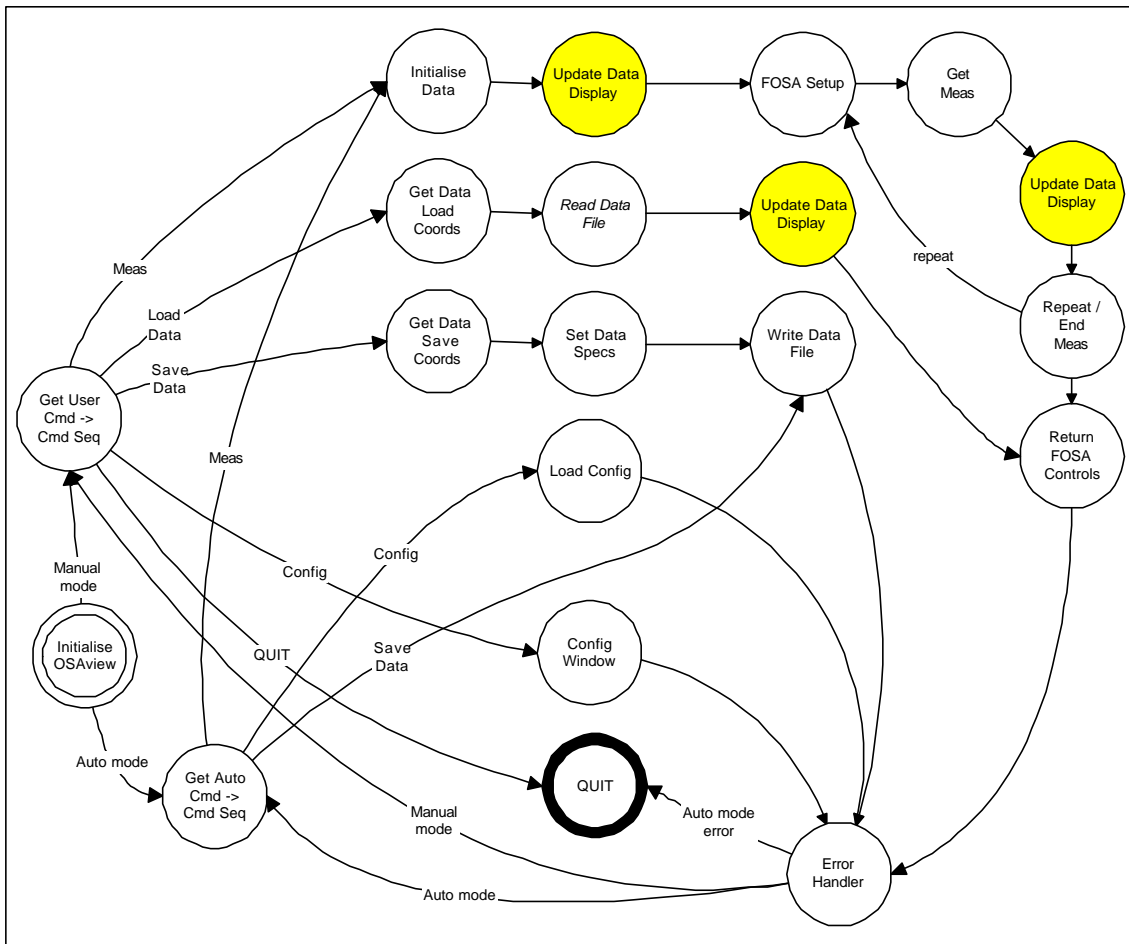 Initialise
Data
Update Data
Display
FOSA Setup
Get
Meas
Get Data
Load
Coords
Read Data
File
Update Data
Display
Update Data
Display
repeat
Meas
Load
Data
Get Data
Save
Coords
Set Data
Specs
Write Data
File
Repeat /
End
Meas
Save
Data
Get User
Cmd ->
Cmd Seq
Meas
Load Config
Return
FOSA
Controls
Manual
mode
Config
Config
Initialise
OSAview
QUIT
Save
Data
Config
Window
Auto mode
Get Auto
Cmd ->
Cmd Seq
QUIT
Manual
mode
Auto mode
error
Error
Handler
Auto mode